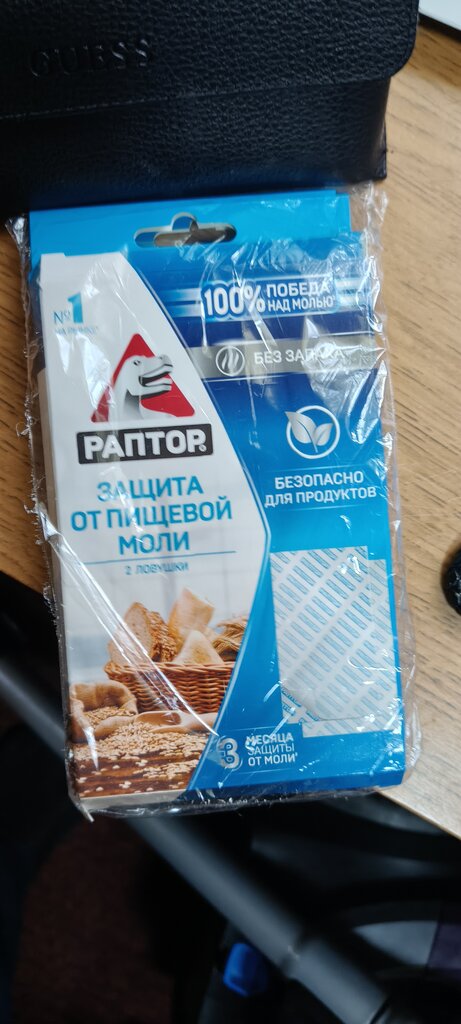 GUESS
№1
100% ПОБЕДА
НАД МОЛЬЮ
БЕЗ ЗАПАХА
РАПТОР
БЕЗОПАСНО
ДЛЯ ПРОДУКТОВ
ЗАЩИТА
ОТ ПИЩЕВОЙ
МОЛИ
2 ЛОВУШКИ
3 МЕСЯЦА
ЗАЩИТЫ
ОТ МОЛИ*